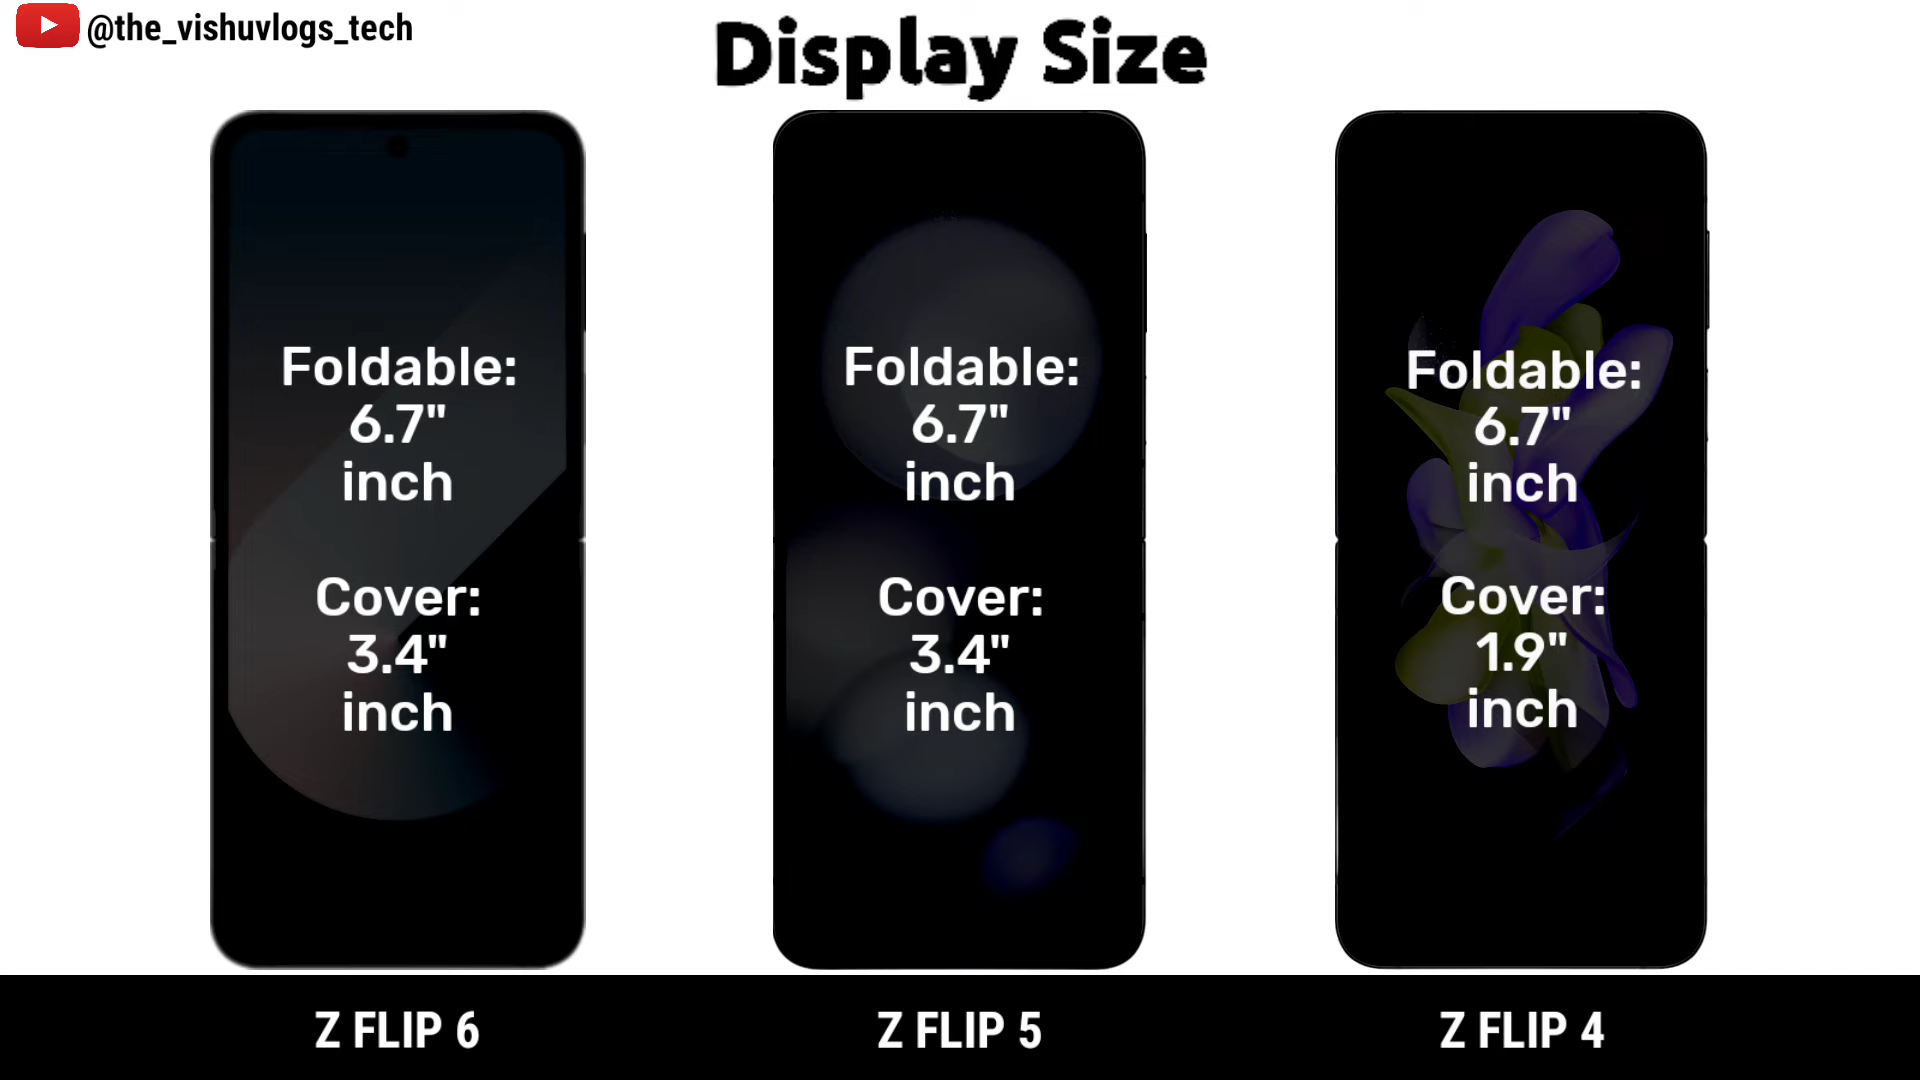 @the_vishuvlogs_tech
Display Size
Foldable:
6.7"
inch
Cover:
3.4"
inch
Foldable:
6.7"
inch
Cover:
3.4"
inch
Foldable:
6.7"
inch
Cover:
1.9"
inch
Z FLIP 6
Z FLIP 5
Z FLIP 4